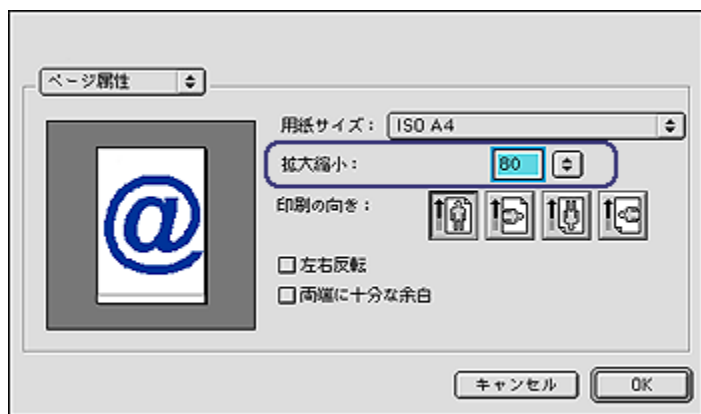 ページ属性
用紙サイズ： ISO A4
拡大縮小： 80
印刷の向き：
@
左右反転
両端に十分な余白
キャンセル OK